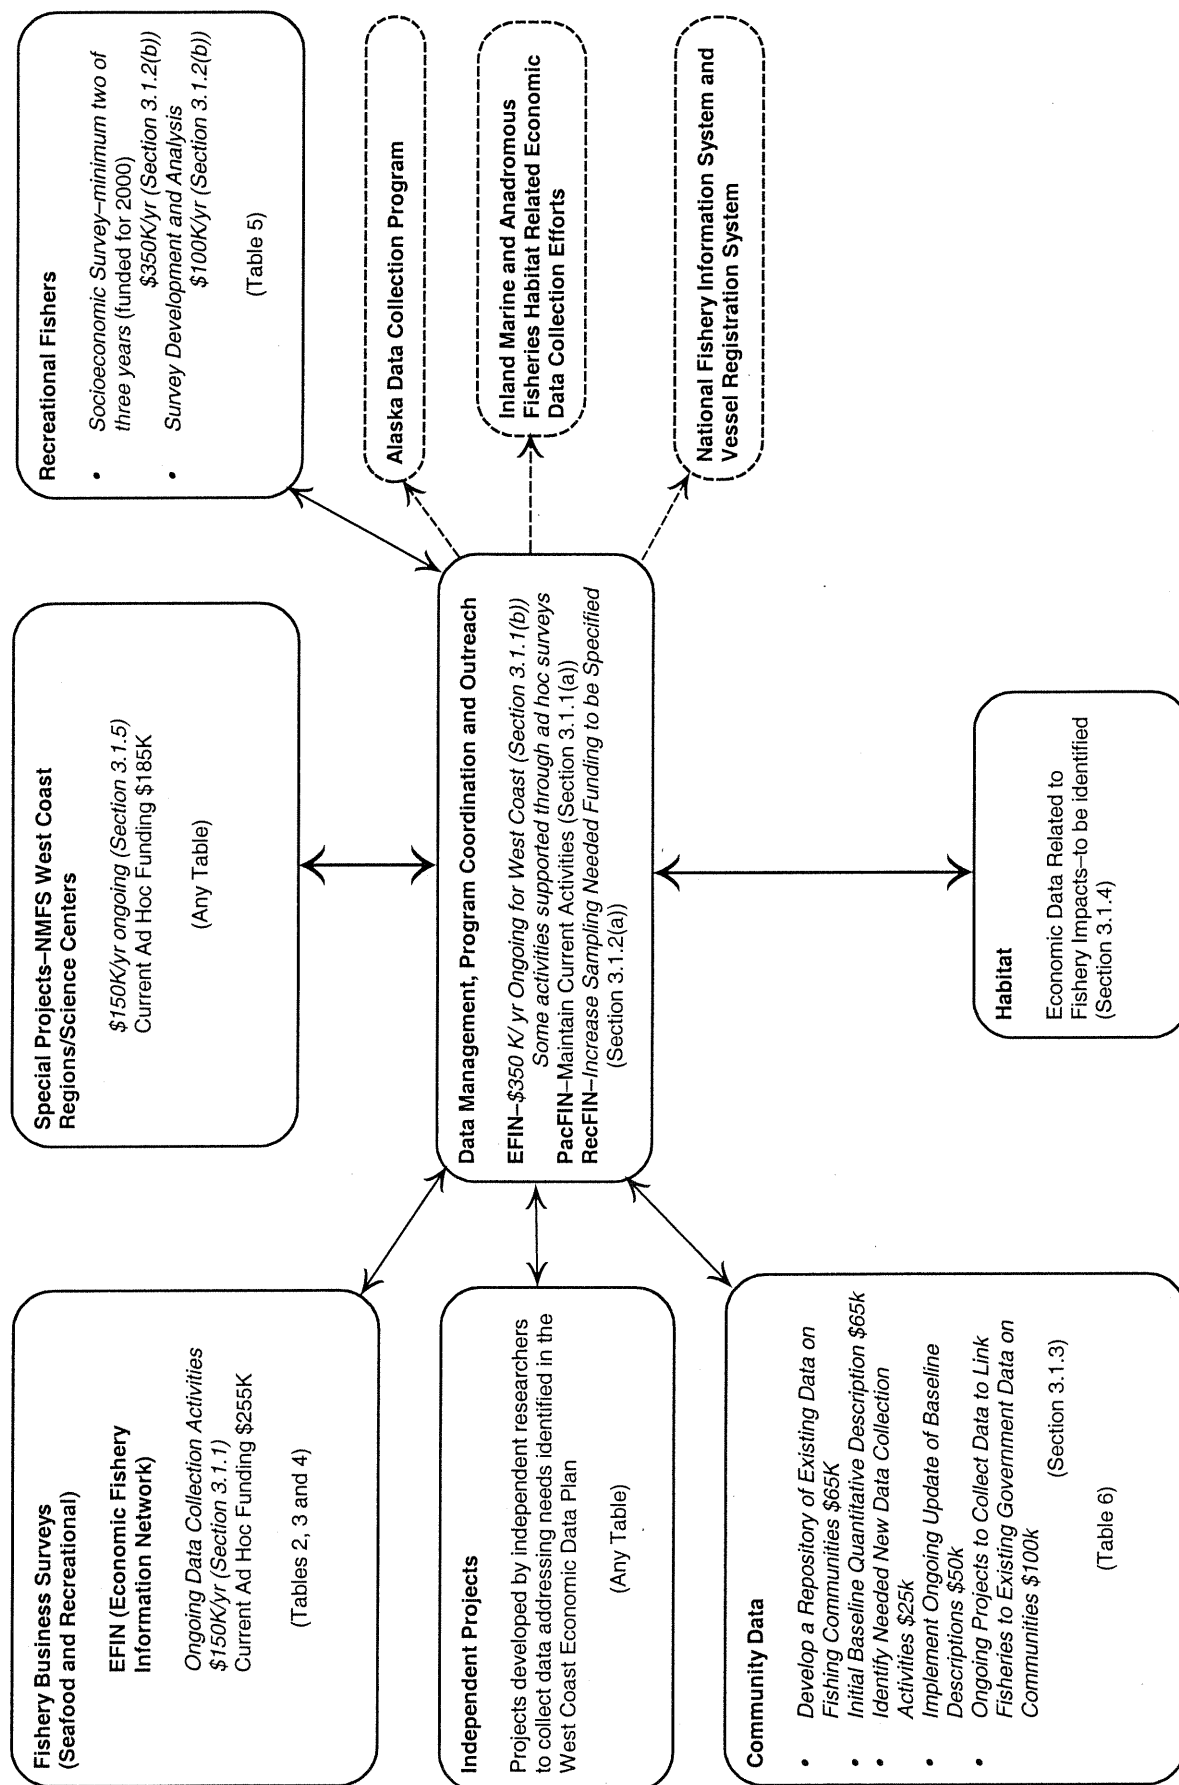 Fishery Business Surveys
(Seafood and Recreational)
EFIN (Economic Fishery
Information Network)
Ongoing Data Collection Activities
$150K/yr (Section 3.1.1)
Current Ad Hoc Funding $255K
(Tables 2, 3 and 4)
Special Projects–NMFS West Coast
Regions/Science Centers
$150K/yr ongoing (Section 3.1.5)
Current Ad Hoc Funding $185K
(Any Table)
Recreational Fishers
• Socioeconomic Survey–minimum two of
three years (funded for 2000)
$350K/yr (Section 3.1.2(b))
• Survey Development and Analysis
$100K/yr (Section 3.1.2(b))
(Table 5)
Independent Projects
Projects developed by independent researchers
to collect data addressing needs identified in the
West Coast Economic Data Plan
(Any Table)
Data Management, Program Coordination and Outreach
EFIN–$350 K/ yr Ongoing for West Coast (Section 3.1.1(b))
Some activities supported through ad hoc surveys
PacFIN–Maintain Current Activities (Section 3.1.1(a))
RecFIN–Increase Sampling Needed Funding to be Specified
(Section 3.1.2(a))
Alaska Data Collection Program
Inland Marine and Anadromous
Fisheries Habitat Related Economic
Data Collection Efforts
National Fishery Information System and
Vessel Registration System
Community Data
• Develop a Repository of Existing Data on
Fishing Communities $65K
• Initial Baseline Quantitative Description $65k
• Identify Needed New Data Collection
Activities $25k
• Implement Ongoing Update of Baseline
Descriptions $50k
• Ongoing Projects to Collect Data to Link
Fisheries to Existing Government Data on
Communities $100k
(Section 3.1.3)
(Table 6)
Habitat
Economic Data Related to
Fishery Impacts–to be identified
(Section 3.1.4)